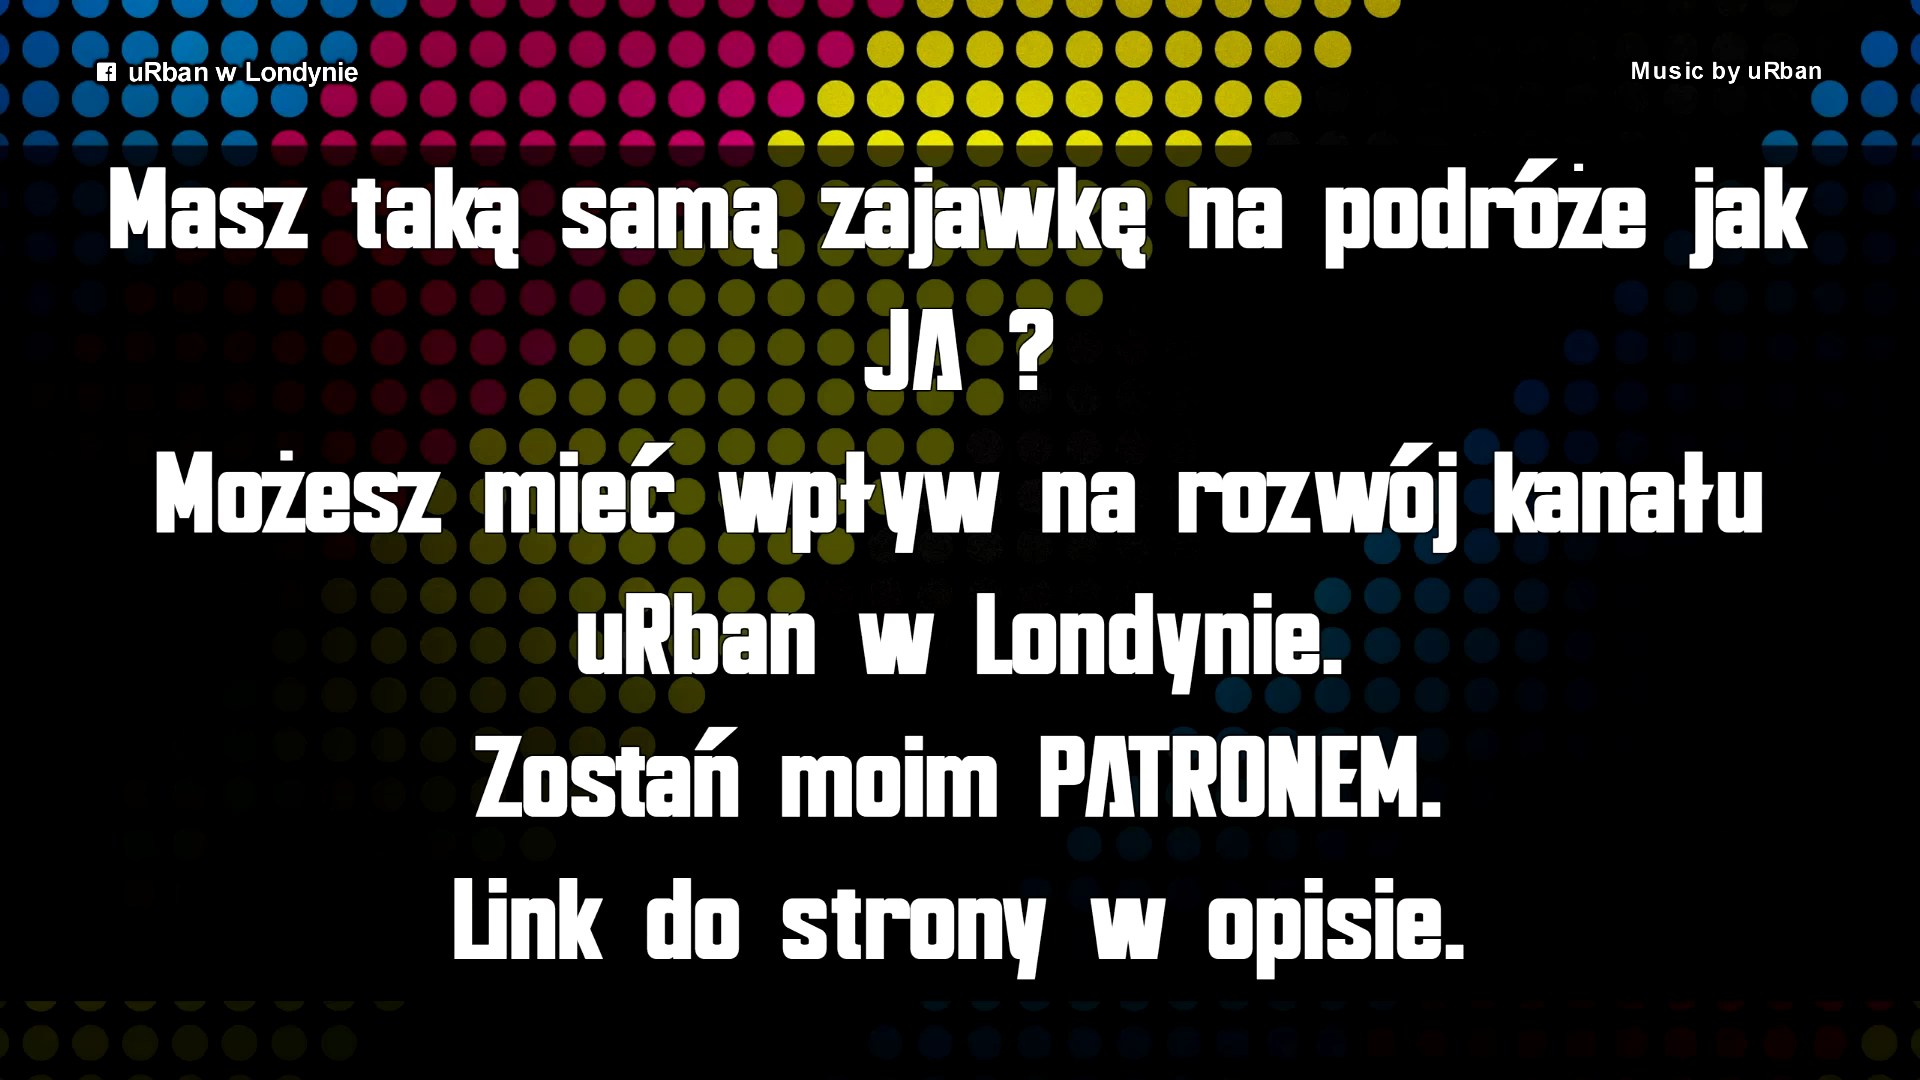 uRban w Londynie
Music by uRban
Masz taką samą zajawkę na podróże jak
JA ?
Możesz mieć wpływ na rozwój kanału
uRban w Londynie.
Zostań moim PATRONEM.
Link do strony w opisie.